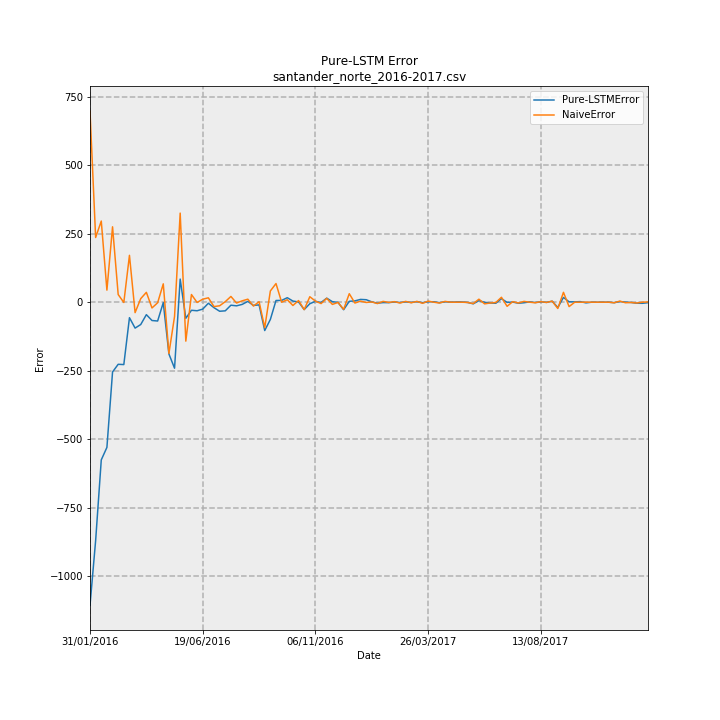 Pure-LSTM Error
santander_norte_2016-2017.csv
Pure-LSTMError
NaiveError
750
500
250
0
−250
−500
−750
−1000
Error
31/01/2016
19/06/2016
06/11/2016
26/03/2017
13/08/2017
Date